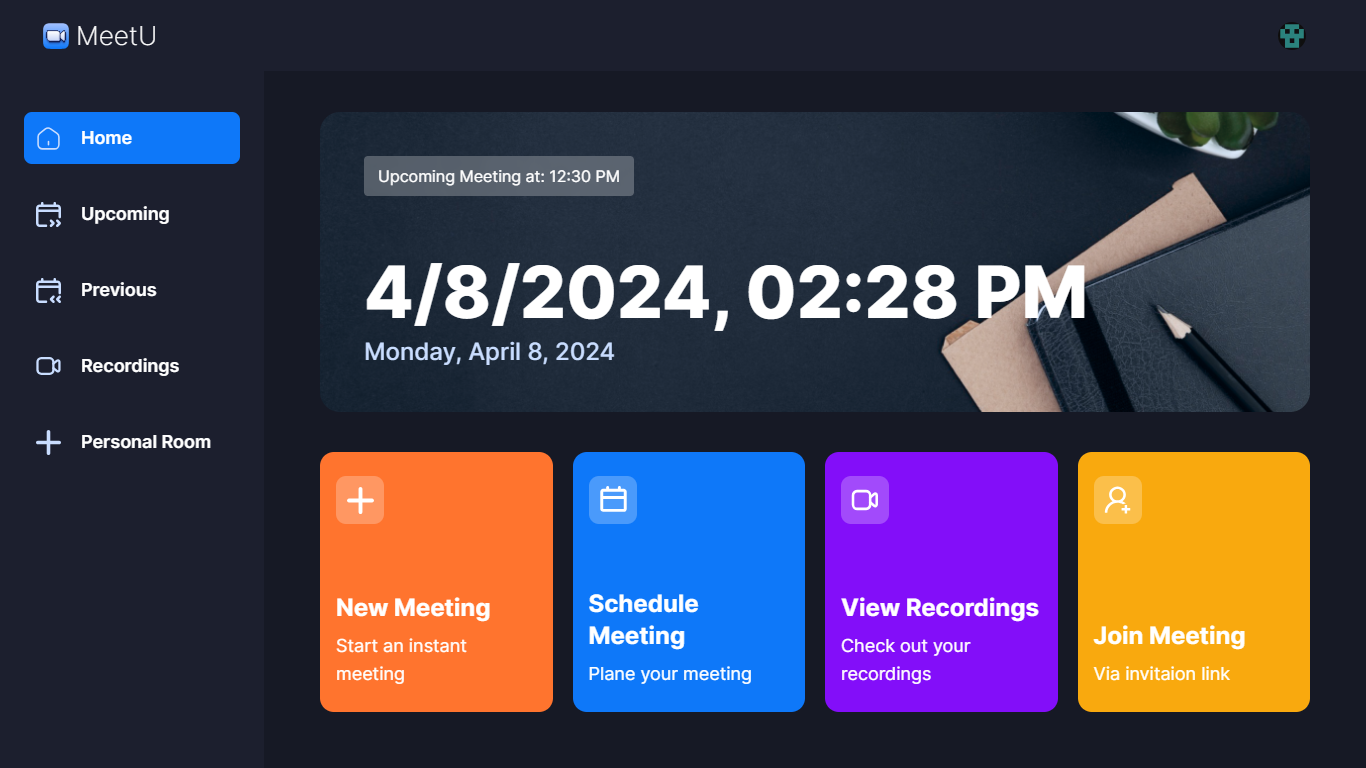 MeetU
Home
Upcoming
Previous
Recordings
Personal Room
Upcoming Meeting at: 12:30 PM
4/8/2024, 02:28 PM
Monday, April 8, 2024
New Meeting
Start an instant
meeting
Schedule
Meeting
Plane your meeting
View Recordings
Check out your
recordings
Join Meeting
Via invitaion link